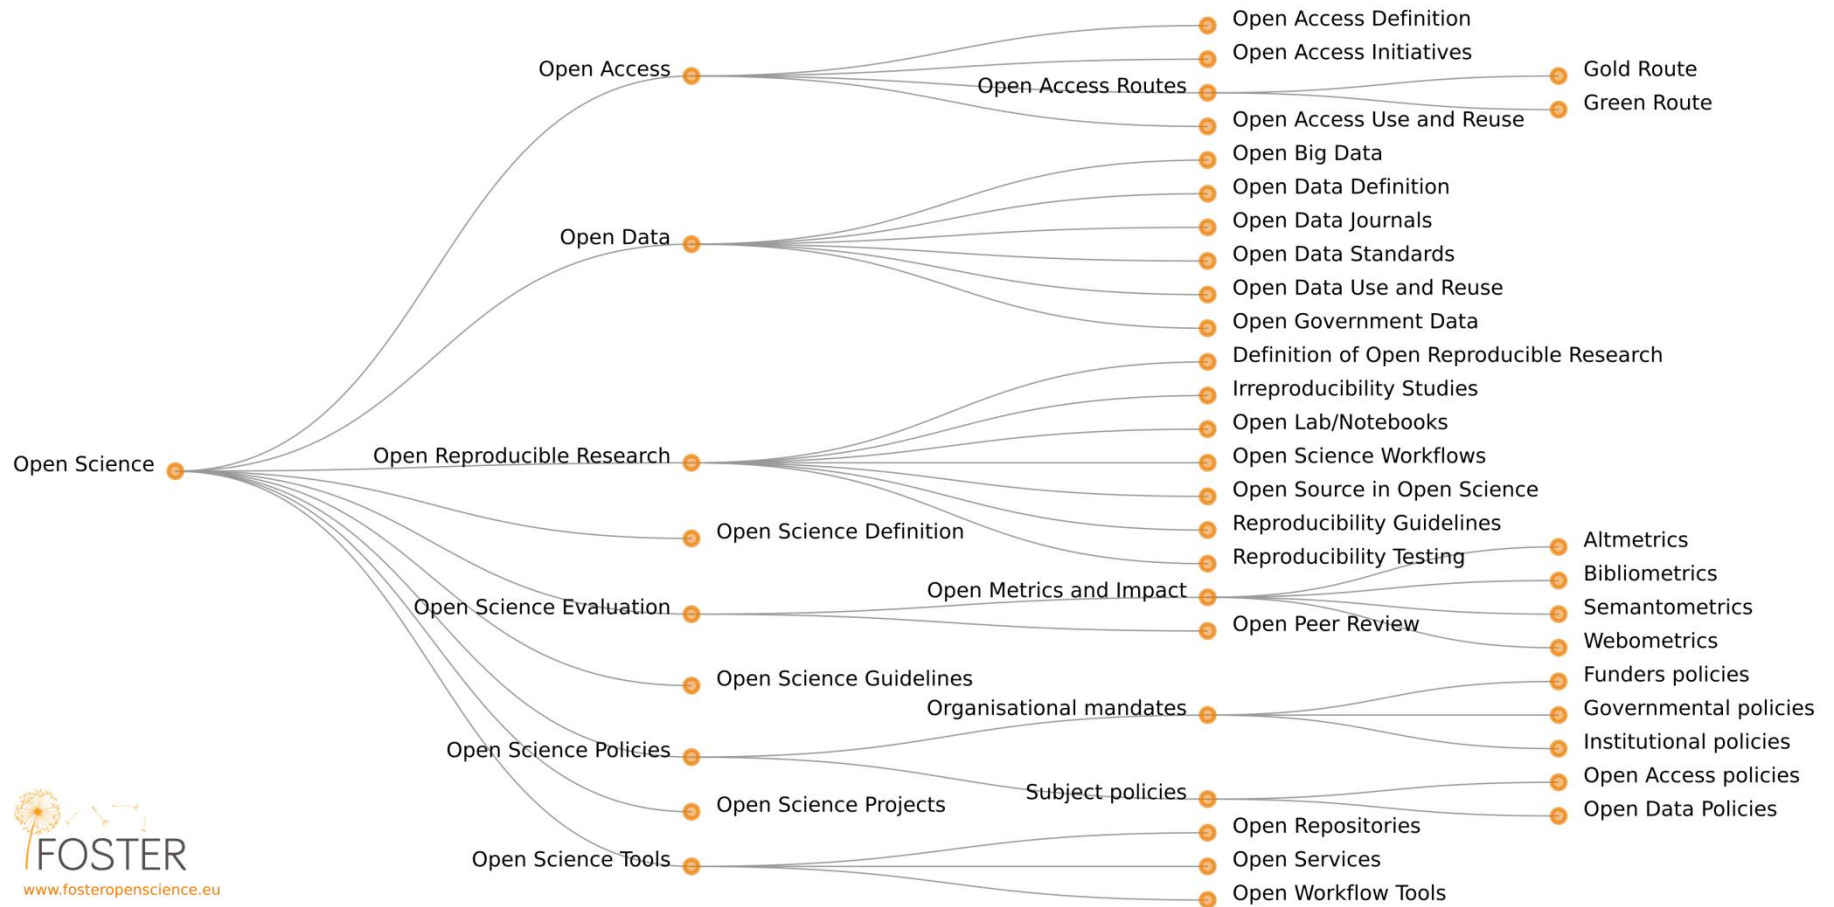 Open Science
Open Access
Open Access Definition
Open Access Initiatives
Open Access Routes
Gold Route
Green Route
Open Access Use and Reuse
Open Data
Open Big Data
Open Data Definition
Open Data Journals
Open Data Standards
Open Data Use and Reuse
Open Government Data
Open Reproducible Research
Definition of Open Reproducible Research
Irreproducibility Studies
Open Lab/Notebooks
Open Science Workflows
Open Source in Open Science
Reproducibility Guidelines
Reproducibility Testing
Open Science Definition
Open Science Evaluation
Open Metrics and Impact
Altmetrics
Bibliometrics
Semantometrics
Webometrics
Open Peer Review
Open Science Guidelines
Open Science Policies
Organisational mandates
Funders policies
Governmental policies
Institutional policies
Subject policies
Open Access policies
Open Data Policies
Open Science Projects
Open Science Tools
Open Repositories
Open Services
Open Workflow Tools
FOSTER
www.fosteropenscience.eu